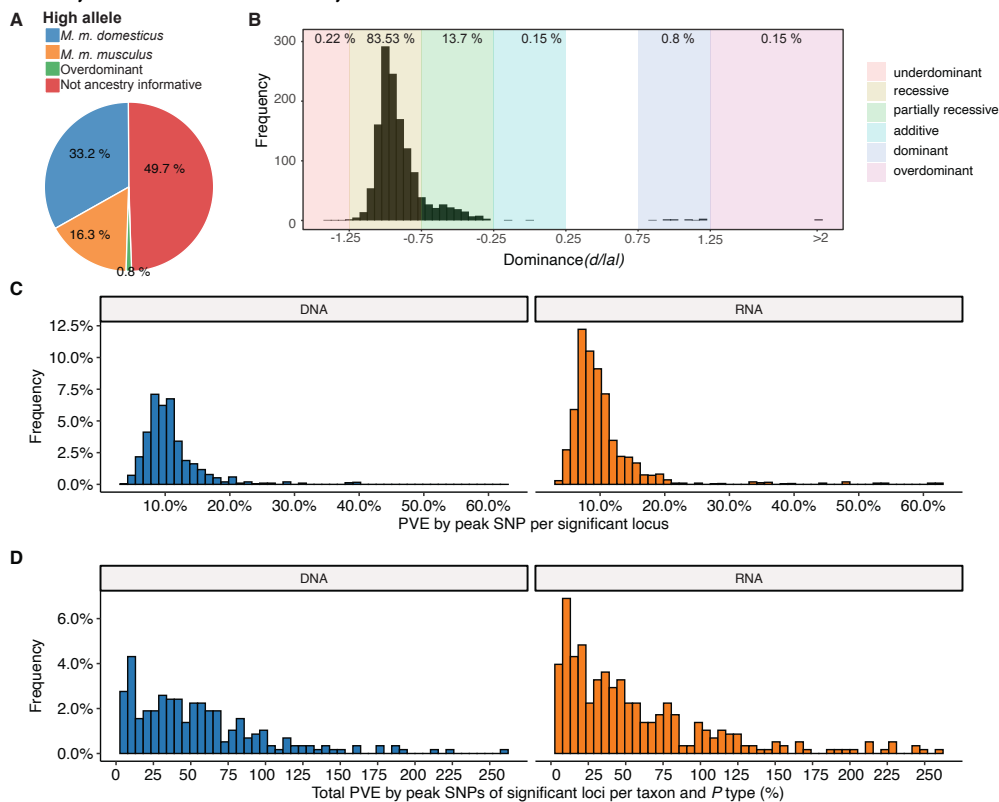 A
High allele
M. m. domesticus
M. m. musculus
Overdominant
Not ancestry informative
33.2 %
49.7 %
16.3 %
0.8 %
B
0.22 % 83.53 % 13.7 % 0.15 % 0.8 % 0.15 %
Frequency
300
200
100
0
-1.25 -0.75 -0.25 0.25 0.75 1.25 >2
Dominance(d/|a|)
underdominant
recessive
partially recessive
additive
dominant
overdominant
C
DNA RNA
Frequency
12.5%
10.0%
7.5%
5.0%
2.5%
0.0%
10.0% 20.0% 30.0% 40.0% 50.0% 60.0% 10.0% 20.0% 30.0% 40.0% 50.0% 60.0%
PVE by peak SNP per significant locus
D
DNA RNA
Frequency
6.0%
4.0%
2.0%
0.0%
0 25 50 75 100 125 150 175 200 225 250 0 25 50 75 100 125 150 175 200 225 250
Total PVE by peak SNPs of significant loci per taxon and P type (%)